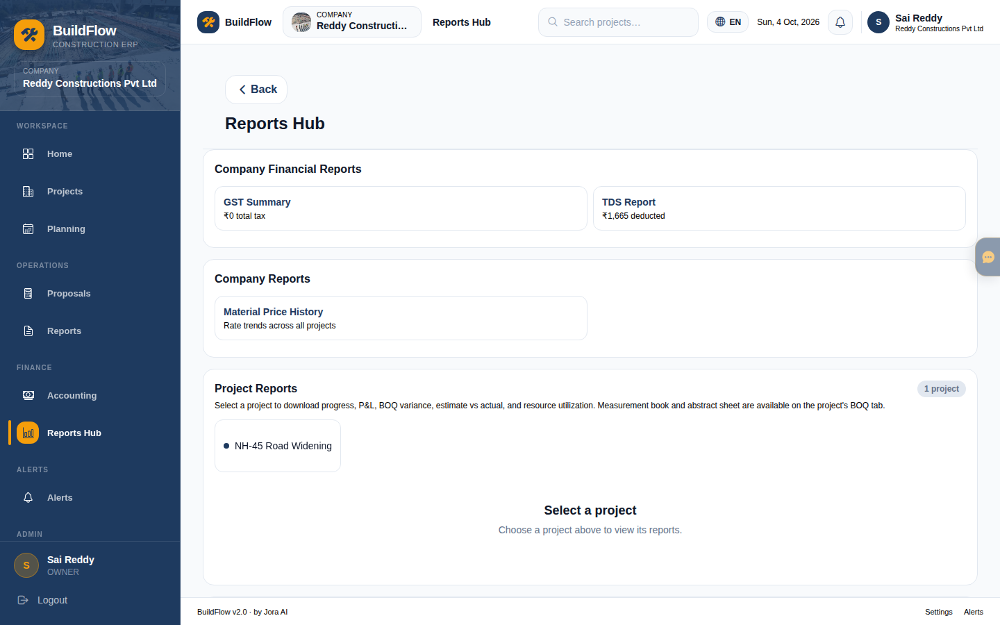 BuildFlow
CONSTRUCTION ERP
COMPANY
Reddy Constructions Pvt Ltd
WORKSPACE
Home
Projects
Planning
OPERATIONS
Proposals
Reports
FINANCE
Accounting
Reports Hub
ALERTS
Alerts
ADMIN
S
Sai Reddy
OWNER
Logout
BuildFlow
COMPANY
Reddy Constructi...
Reports Hub
Search projects...
EN
Sun, 4 Oct, 2026
S
Sai Reddy
Reddy Constructions Pvt Ltd
Back
Reports Hub
Company Financial Reports
GST Summary
₹0 total tax
TDS Report
₹1,665 deducted
Company Reports
Material Price History
Rate trends across all projects
Project Reports
1 project
Select a project to download progress, P&L, BOQ variance, estimate vs actual, and resource utilization. Measurement book and abstract sheet are available on the project's BOQ tab.
NH-45 Road Widening
Select a project
Choose a project above to view its reports.
BuildFlow v2.0 · by Jora AI
Settings
Alerts